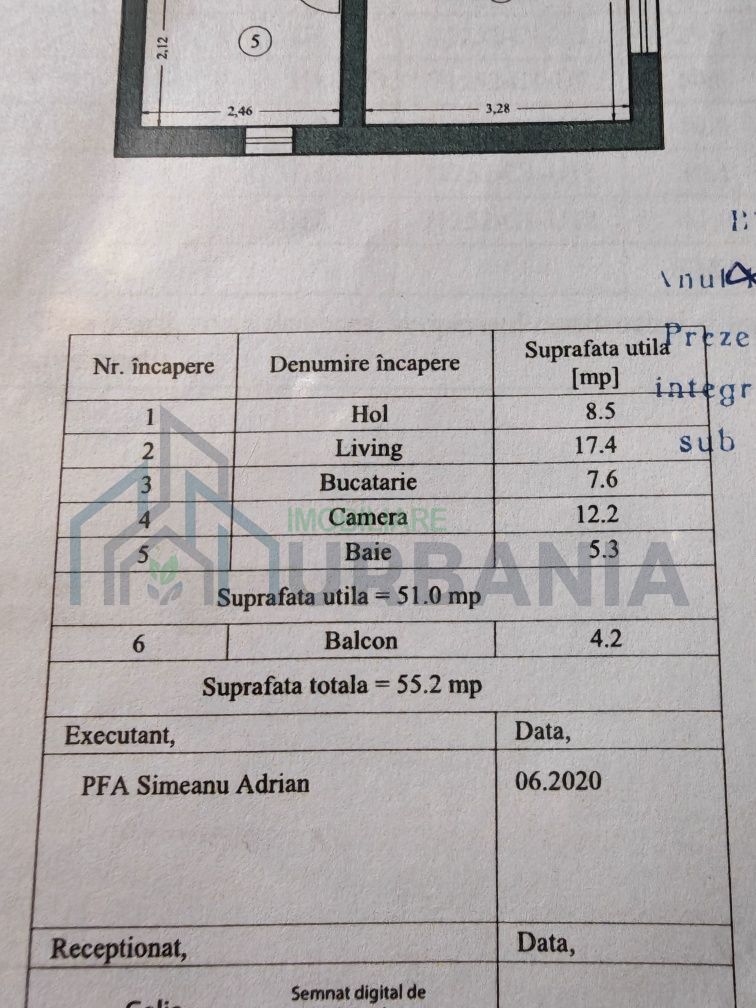 2,12
5
2,46
3,28
Preze
integr
sub
Nr. încapere Denumire încapere Suprafata utila [mp]
1 Hol 8.5
2 Living 17.4
3 Bucatarie 7.6
4 Camera 12.2
5 Baie 5.3
IMOBILIARE
URBANIA
Suprafata utila = 51.0 mp
6 Balcon 4.2
Suprafata totala = 55.2 mp
Executant, Data,
PFA Simeanu Adrian 06.2020
Receptionat, Data,
Semnat digital de